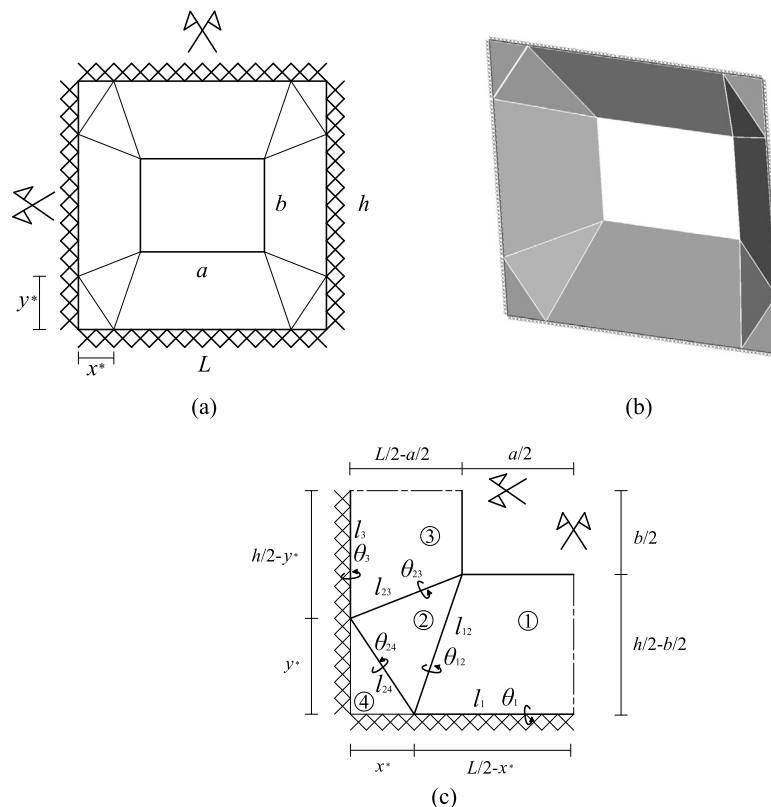 b
h
a
y*
x*
L
(a)
(b)
L/2-a/2
a/2
h/2-y*
y*
l3
θ3
③
θ23
l23
②
l12
①
θ24
l24
θ12
④
l1
θ1
b/2
h/2-b/2
x*
L/2-x*
(c)